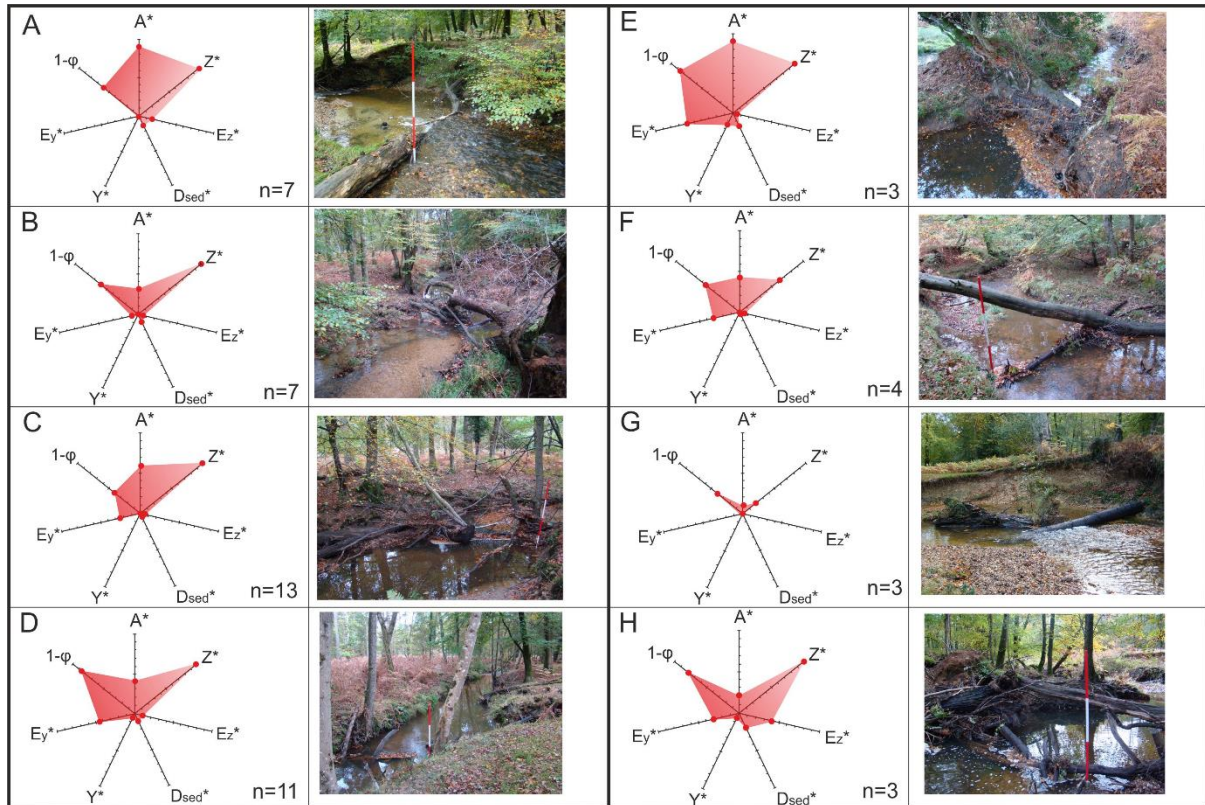 A
A*
1-φ
Z*
Ey*
Ez*
Y*
Dsed*
n=7
B
A*
1-φ
Z*
Ey*
Ez*
Y*
Dsed*
n=7
C
A*
1-φ
Z*
Ey*
Ez*
Y*
Dsed*
n=13
D
A*
1-φ
Z*
Ey*
Ez*
Y*
Dsed*
n=11
E
A*
1-φ
Z*
Ey*
Ez*
Y*
Dsed*
n=3
F
A*
1-φ
Z*
Ey*
Ez*
Y*
Dsed*
n=4
G
A*
1-φ
Z*
Ey*
Ez*
Y*
Dsed*
n=3
H
A*
1-φ
Z*
Ey*
Ez*
Y*
Dsed*
n=3